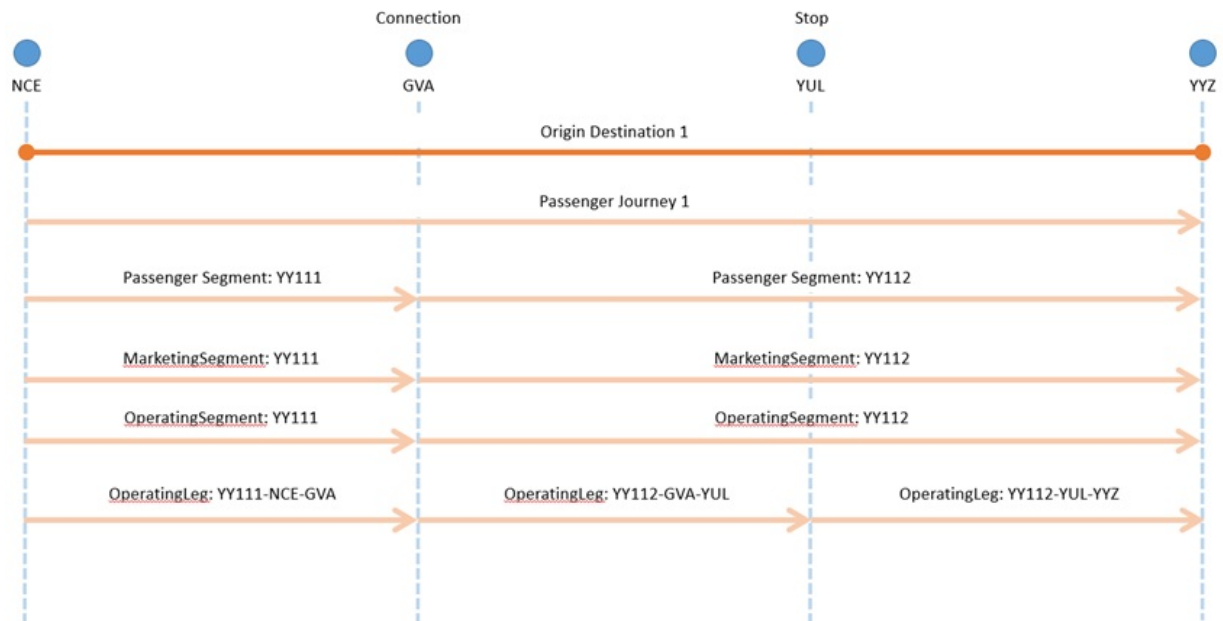 Connection
Stop
NCE
GVA
YUL
YYZ
Origin Destination 1
Passenger Journey 1
Passenger Segment: YY111
Passenger Segment: YY112
MarketingSegment: YY111
MarketingSegment: YY112
OperatingSegment: YY111
OperatingSegment: YY112
OperatingLeg: YY111-NCE-GVA
OperatingLeg: YY112-GVA-YUL
OperatingLeg: YY112-YUL-YYZ